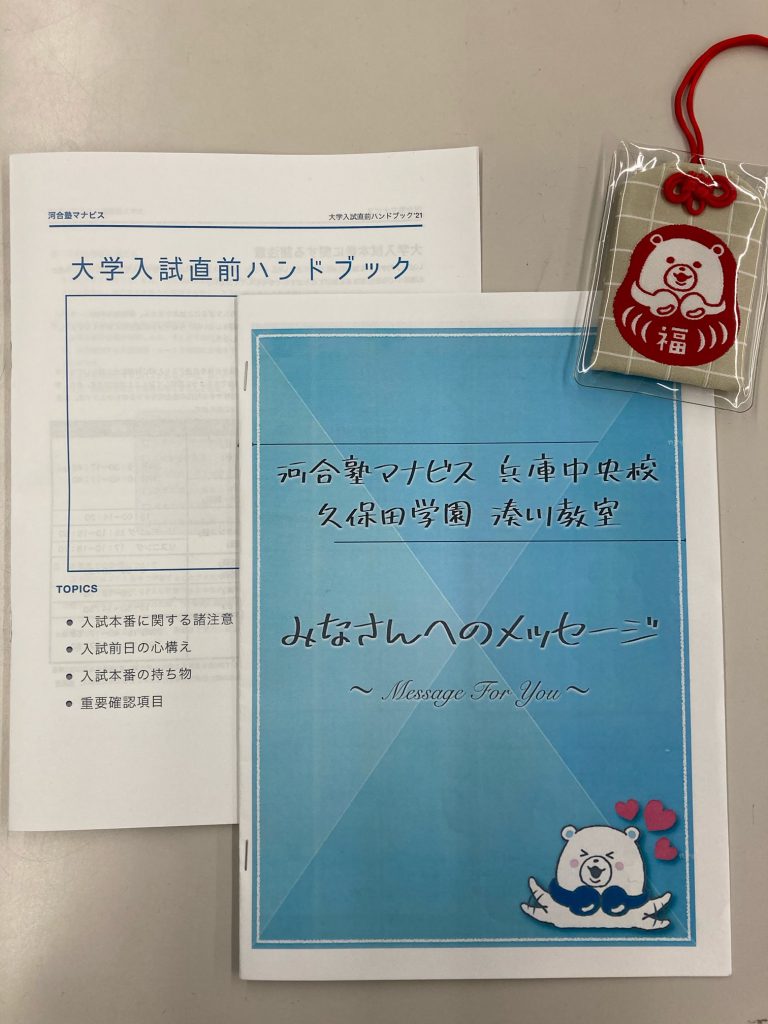 河合塾マナビス
大学入試直前ハンドブック'21
大学入試直前ハンドブック
TOPICS
● 入試本番に関する諸注意
● 入試前日の心構え
● 入試本番の持ち物
● 重要確認項目
河合塾マナビス 兵庫中央校
久保田学園 湊川教室
みなさんへのメッセージ
〜 Message For You 〜
福